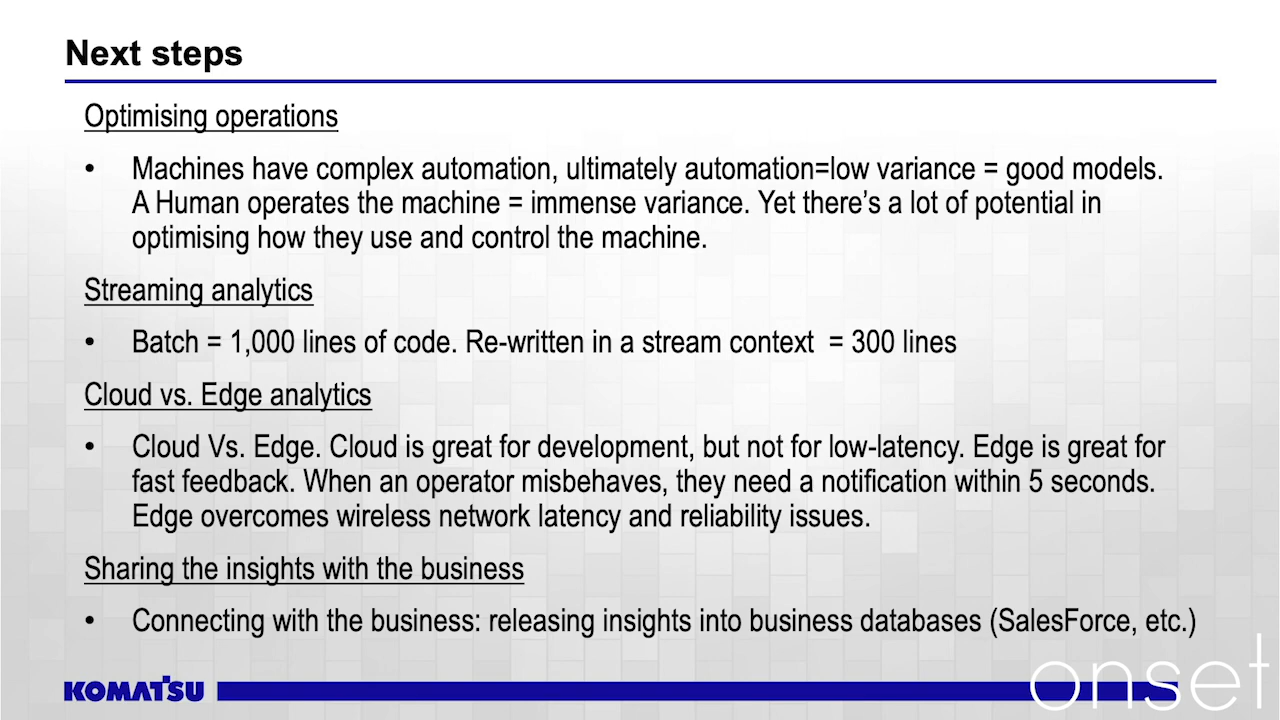 Next steps
Optimising operations
• Machines have complex automation, ultimately automation=low variance = good models.
A Human operates the machine = immense variance. Yet there's a lot of potential in
optimising how they use and control the machine.
Streaming analytics
• Batch = 1,000 lines of code. Re-written in a stream context  = 300 lines
Cloud vs. Edge analytics
• Cloud Vs. Edge. Cloud is great for development, but not for low-latency. Edge is great for
fast feedback. When an operator misbehaves, they need a notification within 5 seconds.
Edge overcomes wireless network latency and reliability issues.
Sharing the insights with the business
• Connecting with the business: releasing insights into business databases (SalesForce, etc.)
KOMATSU
onset